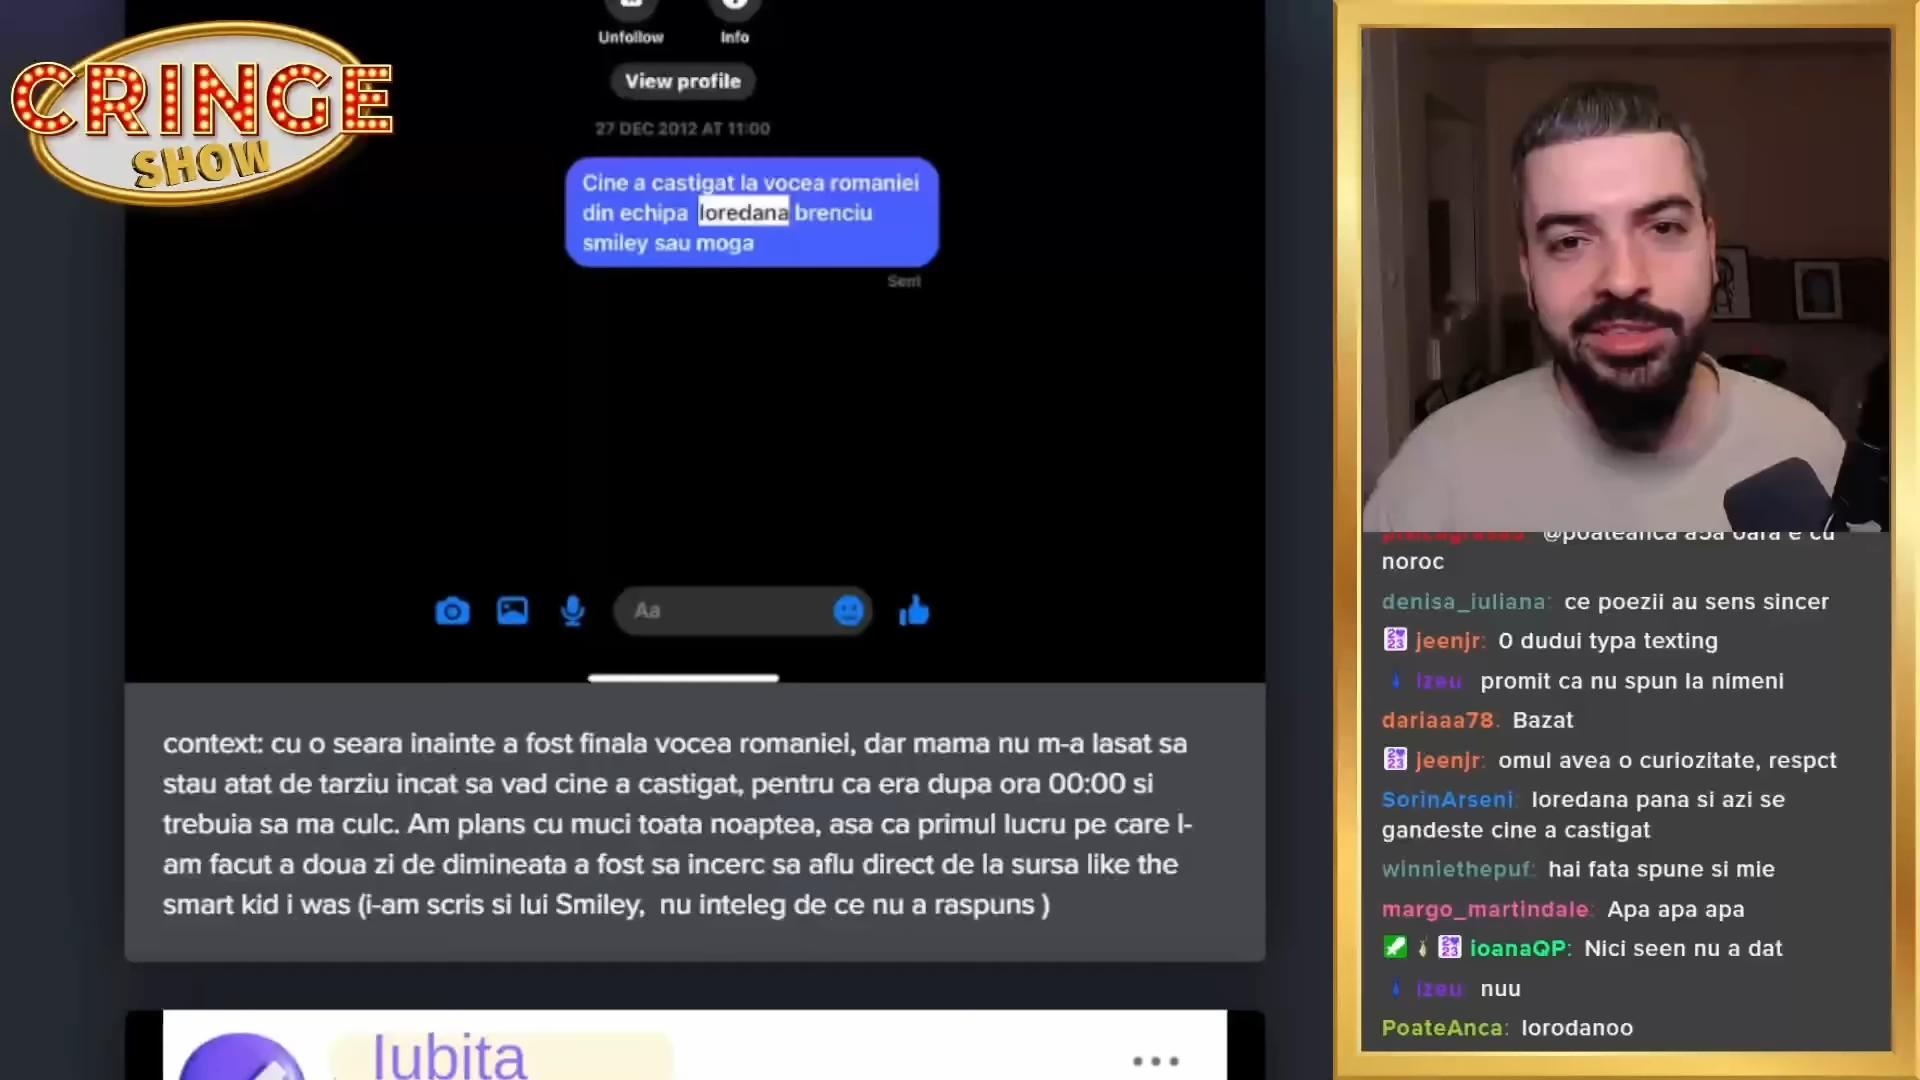 CRINGE
SHOW
Unfollow
Info
View profile
27 DEC 2012 AT 11:00
Cine a castigat la vocea romaniei
din echipa loredana brenciu
smiley sau moga
Sent
Aa
context: cu o seara inainte a fost finala vocea romaniei, dar mama nu m-a lasat sa
stau atat de tarziu incat sa vad cine a castigat, pentru ca era dupa ora 00:00 si
trebuia sa ma culc. Am plans cu muci toata noaptea, asa ca primul lucru pe care l-
am facut a doua zi de dimineata a fost sa incerc sa aflu direct de la sursa like the
smart kid i was (i-am scris si lui Smiley, nu inteleg de ce nu a raspuns )
Iubita
@poateanca a5a oara e cu
noroc
denisa_iuliana: ce poezii au sens sincer
jeenjr: 0 dudui typa texting
izeu promit ca nu spun la nimeni
dariaaa78: Bazat
jeenjr: omul avea o curiozitate, respct
SorinArseni: loredana pana si azi se
gandeste cine a castigat
winniethepuf: hai fata spune si mie
margo_martindale: Apa apa apa
ioanaQP: Nici seen nu a dat
izeu nuu
PoateAnca: lorodanoo